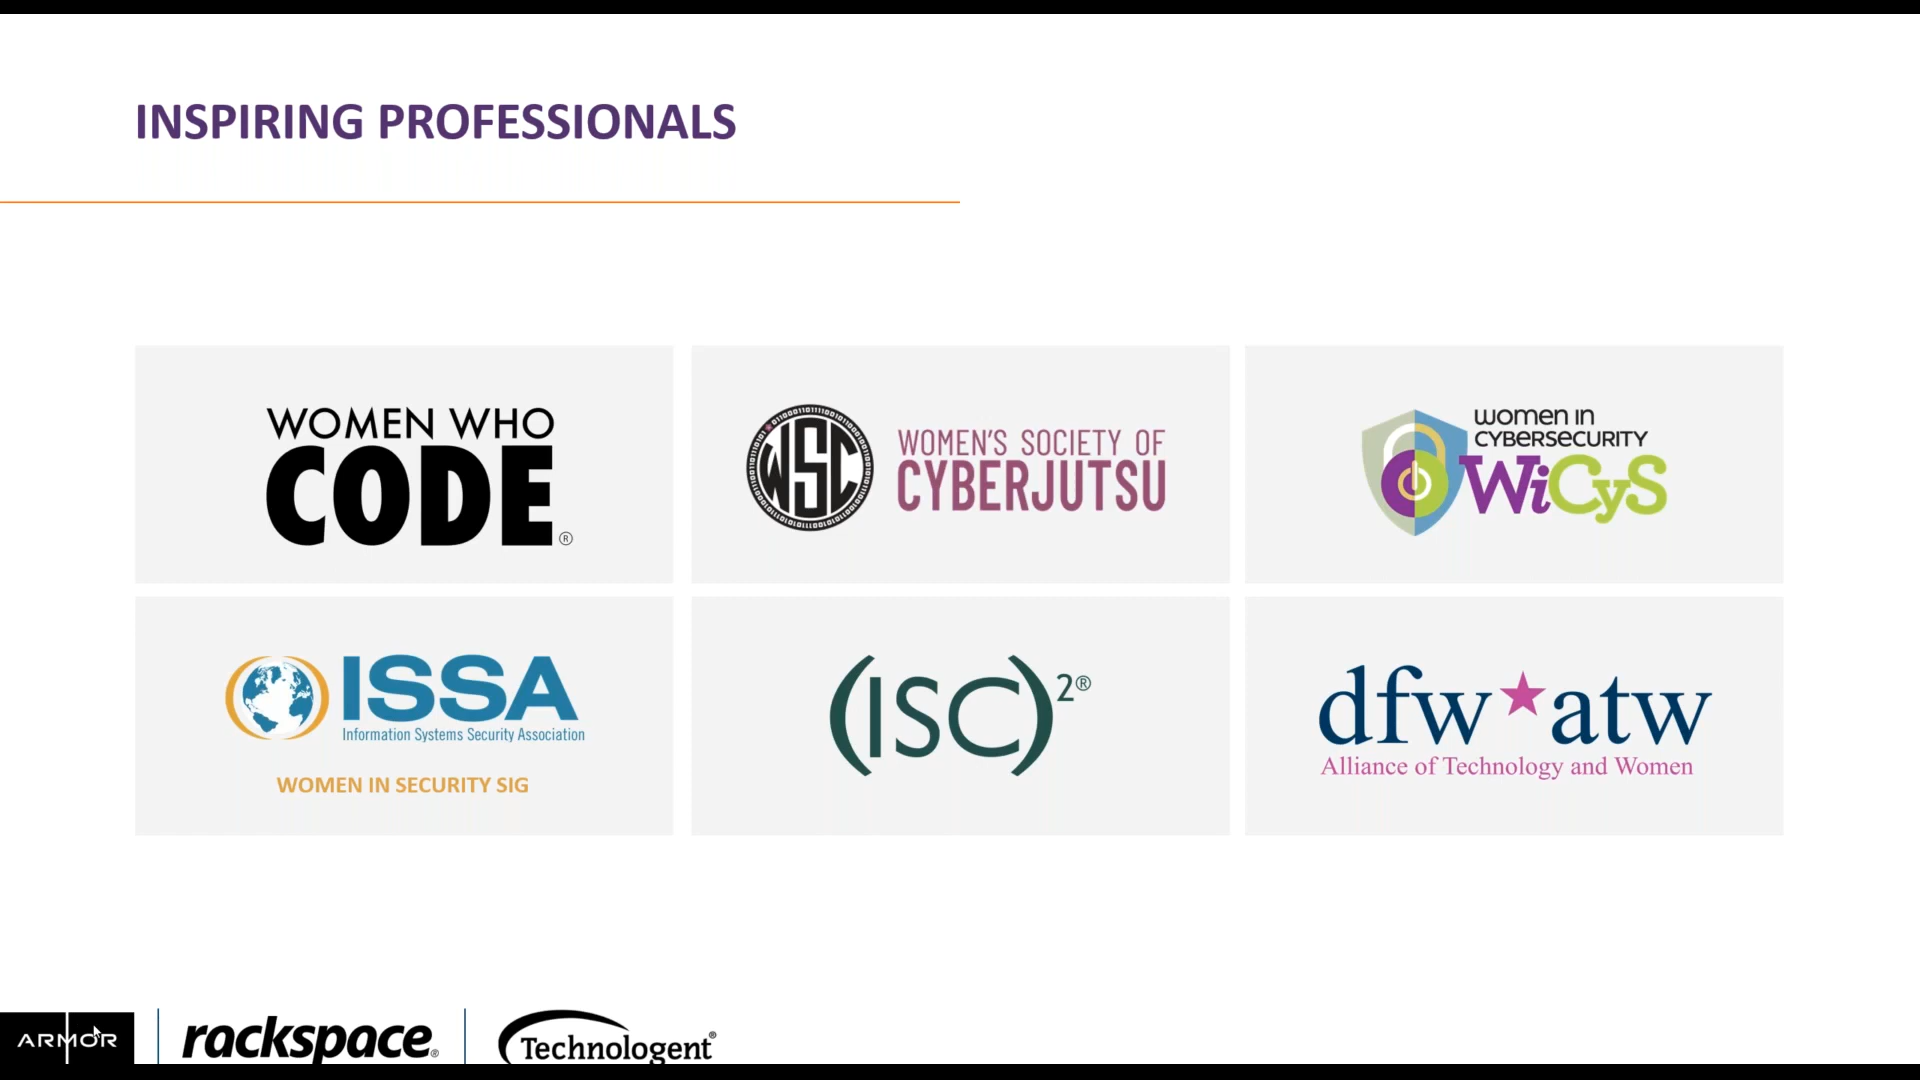 INSPIRING PROFESSIONALS
WOMEN WHO
CODE®
WSC
WOMEN'S SOCIETY OF
CYBERJUTSU
women in
CYBERSECURITY
WiCyS
ISSA
Information Systems Security Association
WOMEN IN SECURITY SIG
(ISC)²®
dfw★atw
Alliance of Technology and Women
ARMOR
rackspace®
Technologent®